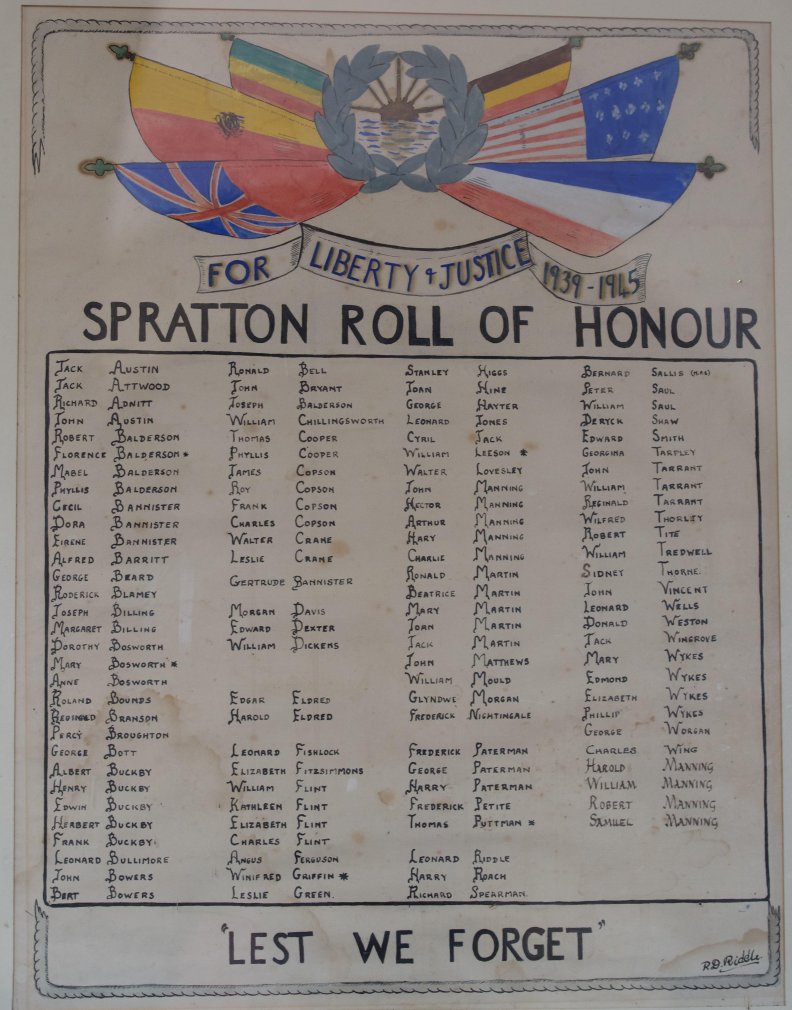 FOR LIBERTY & JUSTICE 1939-1945
SPRATTON ROLL OF HONOUR
JACK AUSTIN
JACK ATTWOOD
RICHARD ADNITT
JOHN AUSTIN
ROBERT BALDERSON
FLORENCE BALDERSON *
MABEL BALDERSON
PHYLLIS BALDERSON
CECIL BANNISTER
DORA BANNISTER
EIRENE BANNISTER
ALFRED BARRITT
GEORGE BEARD
RODERICK BLAMEY
JOSEPH BILLING
MARGARET BILLING
DOROTHY BOSWORTH
MARY BOSWORTH *
ANNE BOSWORTH
ROLAND BOUNDS
REGINALD BRANSON
PERCY BROUGHTON
GEORGE BOTT
ALBERT BUCKBY
HENRY BUCKBY
EDWIN BUCKBY
HERBERT BUCKBY
FRANK BUCKBY
LEONARD BULLIMORE
JOHN BOWERS
BERT BOWERS
RONALD BELL
JOHN BRYANT
JOSEPH BALDERSON
WILLIAM CHILLINGSWORTH
THOMAS COOPER
PHYLLIS COOPER
JAMES COPSON
ROY COPSON
FRANK COPSON
CHARLES COPSON
WALTER CRANE
LESLIE CRANE
GERTRUDE BANNISTER
MORGAN DAVIS
EDWARD DEXTER
WILLIAM DICKENS
EDGAR ELDRED
HAROLD ELDRED
LEONARD FISHLOCK
ELIZABETH FITZSIMMONS
WILLIAM FLINT
KATHLEEN FLINT
ELIZABETH FLINT
CHARLES FLINT
ANGUS FERGUSON
WINIFRED GRIFFIN *
LESLIE GREEN.
STANLEY HIGGS
JOAN HINE
GEORGE HAYTER
LEONARD JONES
CYRIL JACK
WILLIAM LEESON *
WALTER LOVESLEY
JOHN MANNING
HECTOR MANNING
ARTHUR MANNING
HARY MANNING
CHARLIE MANNING
RONALD MARTIN
BEATRICE MARTIN
MARY MARTIN
JOAN MARTIN
JACK MARTIN
JOHN MATTHEWS
WILLIAM MOULD
GLYNDWE MORGAN
FREDERICK NIGHTINGALE
FREDERICK PATERMAN
GEORGE PATERMAN
HARRY PATERMAN
FREDERICK PETITE
THOMAS PUTTMAN *
LEONARD RIDDLE
HARRY ROACH
RICHARD SPEARMAN.
BERNARD SALLIS
PETER SAUL
WILLIAM SAUL
DERYCK SHAW
EDWARD SMITH
GEORGINA TARPLEY
JOHN TARRANT
WILLIAM TARRANT
REGINALD TARRANT
WILFRED THORLEY
ROBERT TITE
WILLIAM TREDWELL
SIDNEY THORNE.
JOHN VINCENT
LEONARD WELLS
DONALD WESTON
JACK WINGROVE
MARY WYKES
EDMOND WYKES
ELIZABETH WYKES
PHILLIP WYKES
GEORGE WORGAN
CHARLES WING
HAROLD MANNING
WILLIAM MANNING
ROBERT MANNING
SAMUEL MANNING
"LEST WE FORGET"
R.D. Riddle